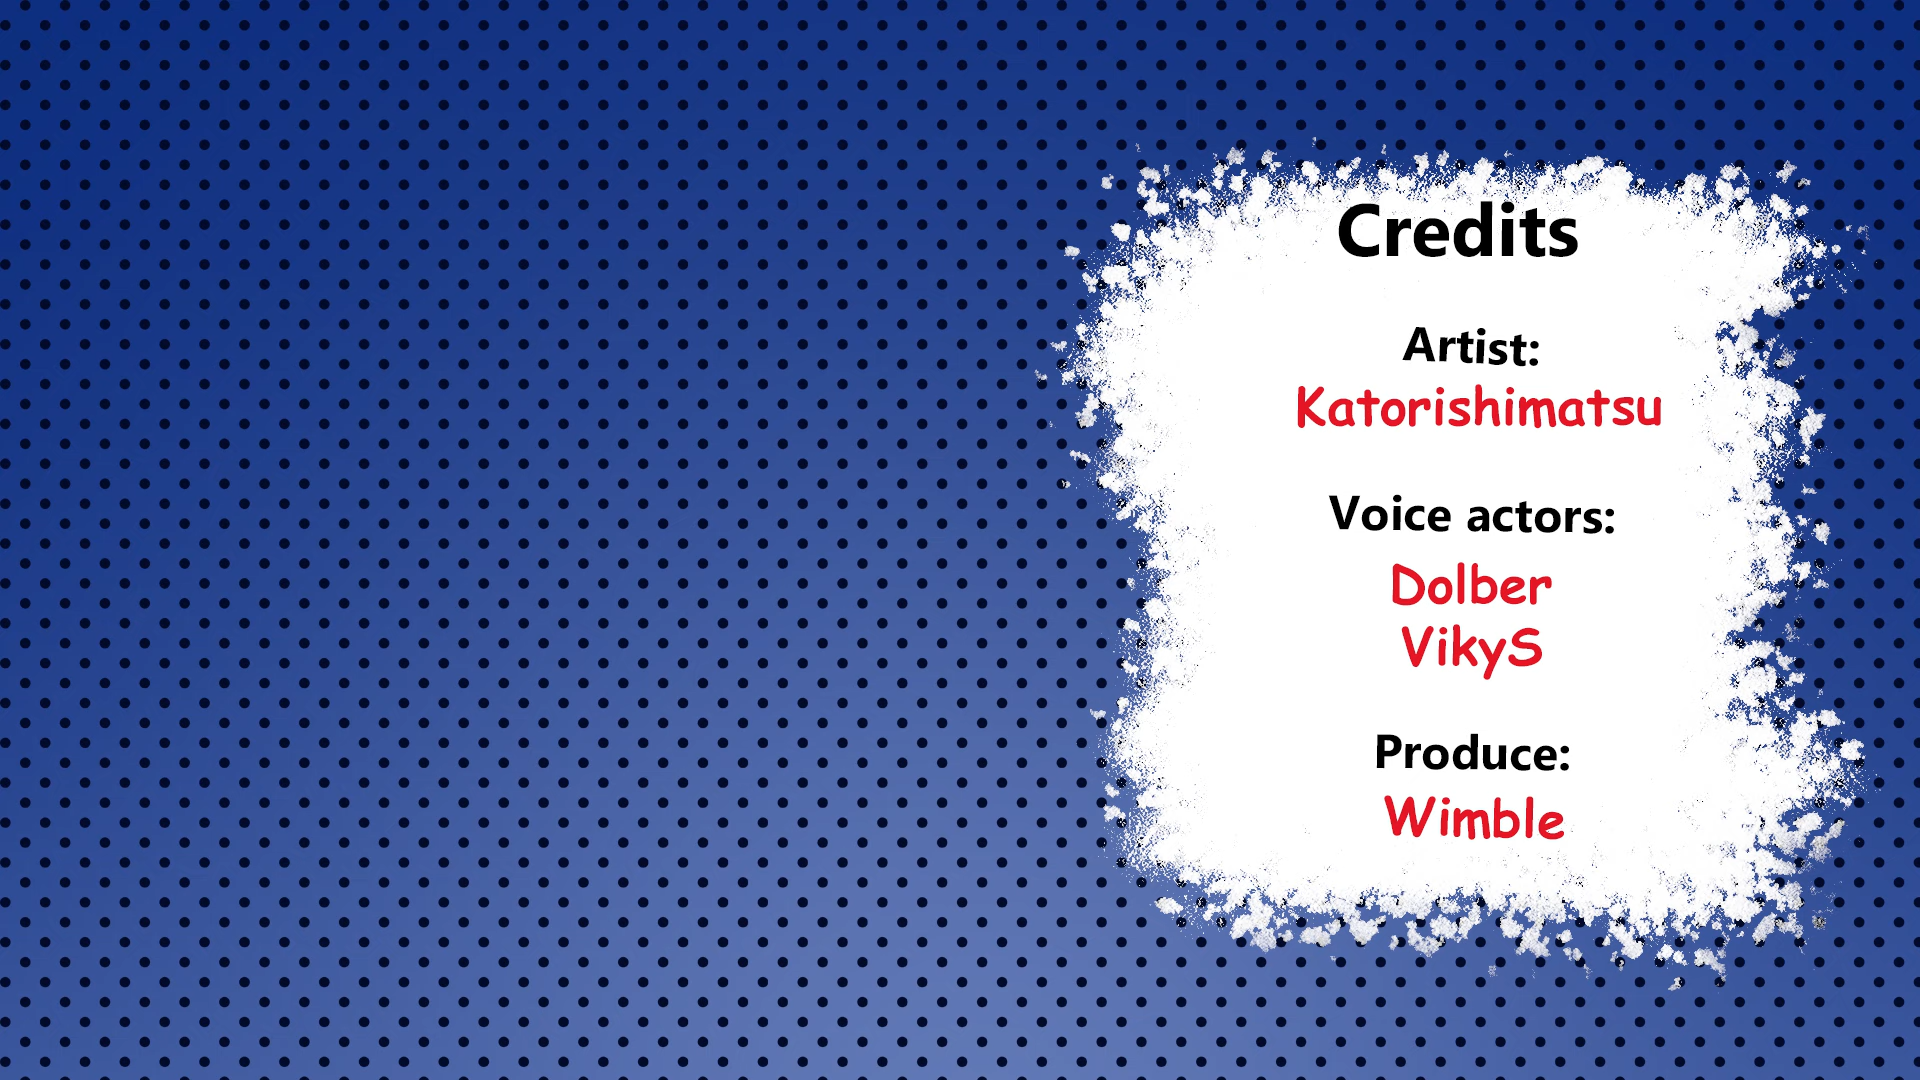 Credits
Artist:
Katorishimatsu
Voice actors:
Dolber
VikyS
Produce:
Wimble